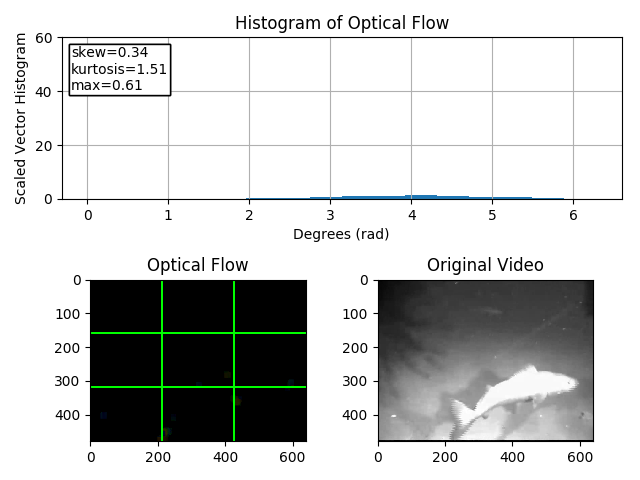 Histogram of Optical Flow
Scaled Vector Histogram
60
40
20
0
skew=0.34
kurtosis=1.51
max=0.61
0 1 2 3 4 5 6
Degrees (rad)
Optical Flow
0
100
200
300
400
0 200 400 600
Original Video
0
100
200
300
400
0 200 400 600